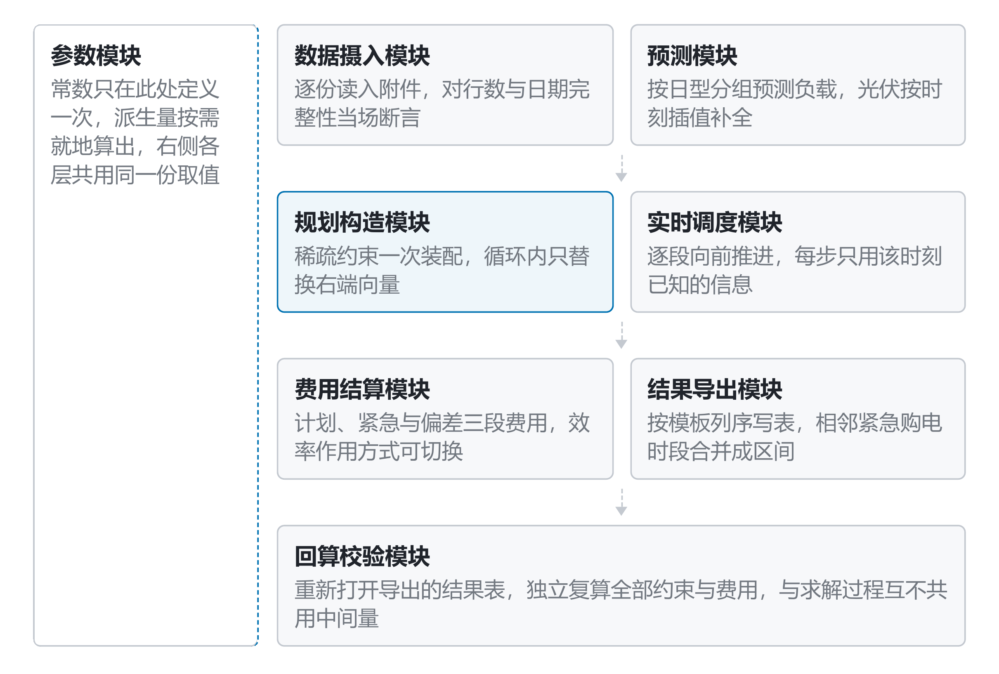 参数模块
常数只在此处定义
一次，派生量按需
就地算出，右侧各
层共用同一份取值
数据接入模块
逐份读入附件，对行数与日期完
整性当场断言
预测模块
按日型分组预测负载，光伏按时
刻插值补全
规划构造模块
稀疏约束一次装配，循环内只替
换右端向量
实时调度模块
逐段向前推进，每步只用该时刻
已知的信息
费用结算模块
计划、紧急与偏差三段费用，效
率作用方式可切换
结果导出模块
按模板列序写表，相邻紧急购电
时段合并成区间
回算校验模块
重新打开导出的结果表，独立复算全部约束与费用，与求解过程互不共
用中间量